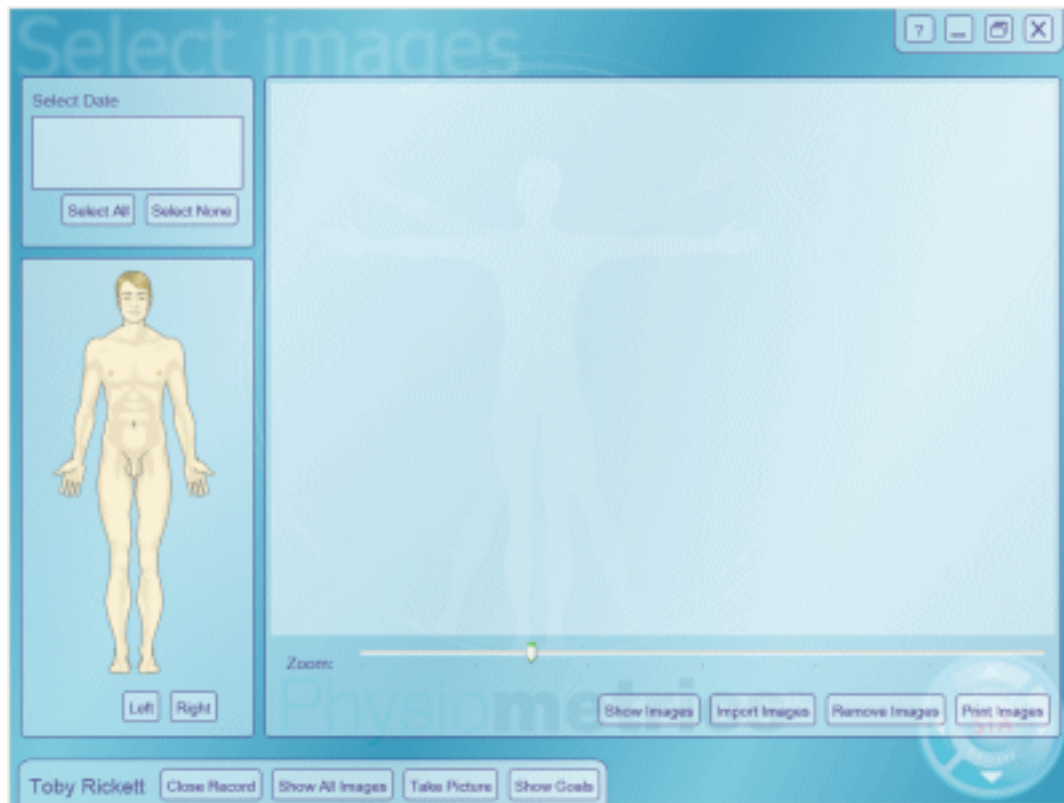 Select images
?
Select Date
Select All Select None
Zoom:
Physiometrics
Show Images Import Images Remove Images Print Images
Left Right
Toby Rickett Close Record Show All Images Take Picture Show Goals